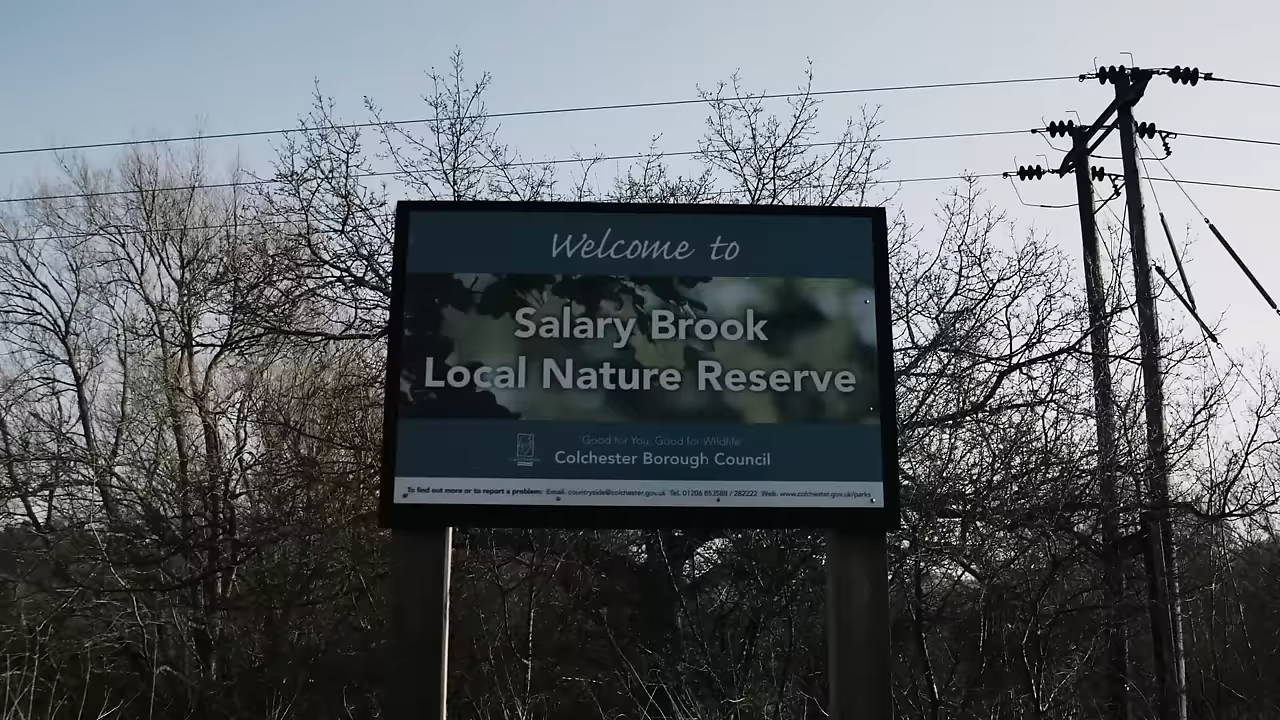 Welcome to
Salary Brook
Local Nature Reserve
'Good for You, Good for Wildlife'
Colchester Borough Council
To find out more or to report a problem: Email: countryside@colchester.gov.uk Tel. 01206 853588 / 282222 Web: www.colchester.gov.uk/parks